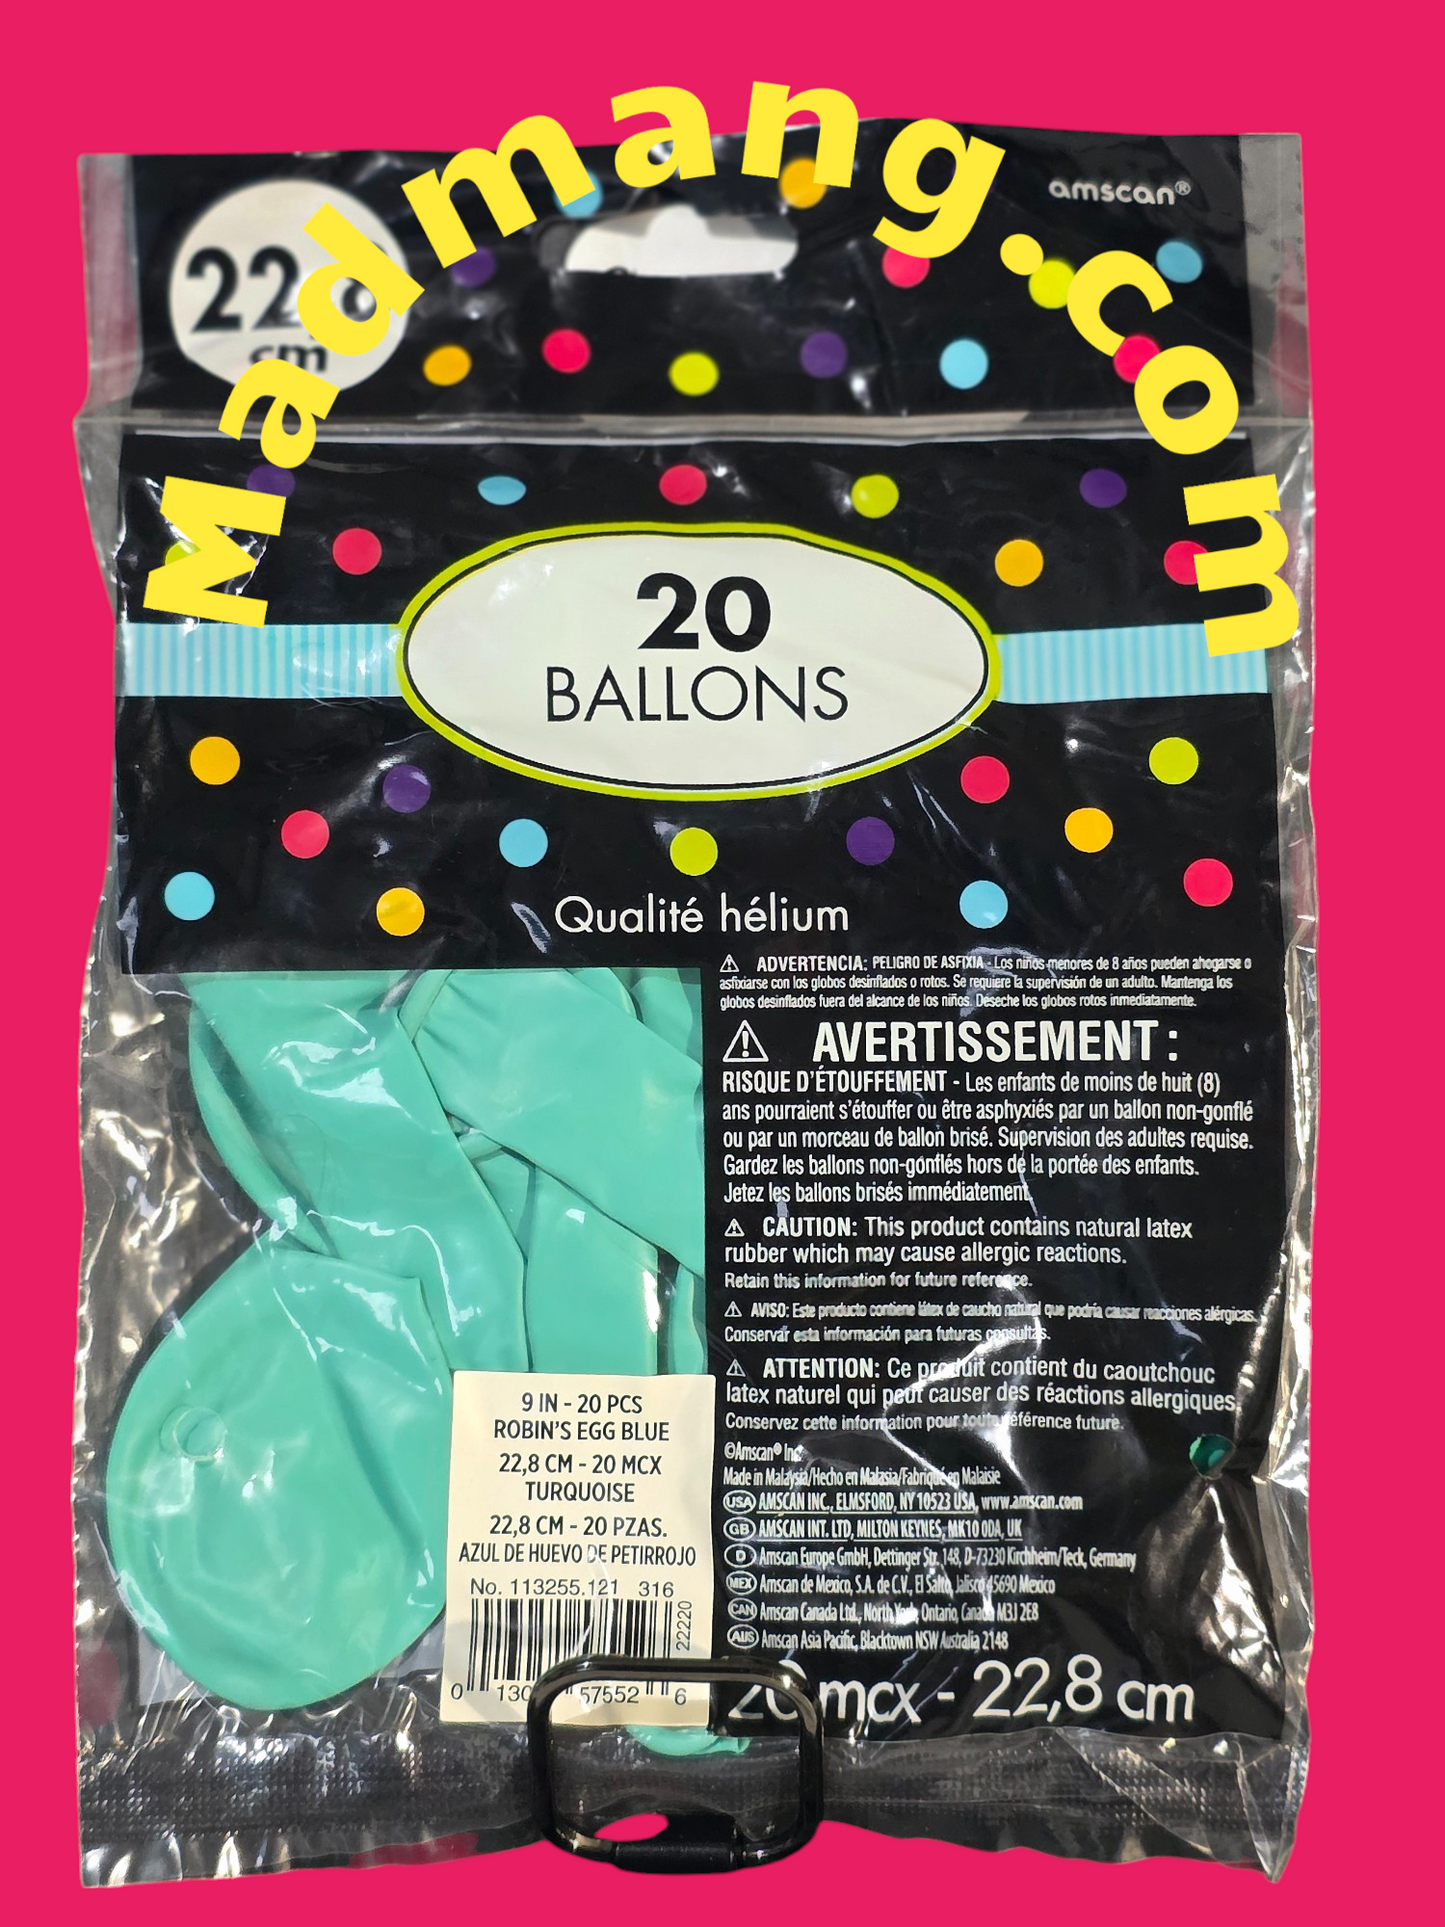 Madmang.com
amscan®
22,8
cm
20
BALLONS
Qualité hélium
⚠ ADVERTENCIA: PELIGRO DE ASFIXIA - Los niños menores de 8 años pueden ahogarse o
asfixiarse con los globos desinflados o rotos. Se requiere la supervisión de un adulto. Mantenga los
globos desinflados fuera del alcance de los niños. Deseche los globos rotos inmediatamente.
⚠ AVERTISSEMENT :
RISQUE D'ÉTOUFFEMENT - Les enfants de moins de huit (8)
ans pourraient s'étouffer ou être asphyxiés par un ballon non-gonflé
ou par un morceau de ballon brisé. Supervision des adultes requise.
Gardez les ballons non-gonflés hors de la portée des enfants.
Jetez les ballons brisés immédiatement.
⚠ CAUTION: This product contains natural latex
rubber which may cause allergic reactions.
Retain this information for future reference.
⚠ AVISO: Este producto contiene látex de caucho natural que podría causar reacciones alérgicas.
Conservar esta información para futuras consultas.
⚠ ATTENTION: Ce produit contient du caoutchouc
latex naturel qui peut causer des réactions allergiques.
Conservez cette information pour toute référence future.
©Amscan® Inc.
Made in Malaysia/Hecho en Malasia/Fabriqué en Malaisie
USA AMSCAN INC., ELMSFORD, NY 10523 USA, www.amscan.com
GB AMSCAN INT. LTD, MILTON KEYNES, MK10 0DA, UK
D Amscan Europe GmbH, Dettinger Str. 148, D-73230 Kirchheim/Teck, Germany
MEX Amscan de Mexico, S.A. de C.V., El Salto, Jalisco 45690 Mexico
CAN Amscan Canada Ltd., North York, Ontario, Canada M3J 2E8
AUS Amscan Asia Pacific, Blacktown NSW Australia 2148
20 mcx - 22,8 cm
9 IN - 20 PCS
ROBIN'S EGG BLUE
22,8 CM - 20 MCX
TURQUOISE
22,8 CM - 20 PZAS.
AZUL DE HUEVO DE PETIRROJO
No. 113255.121 316
22220
0 130 57552 6